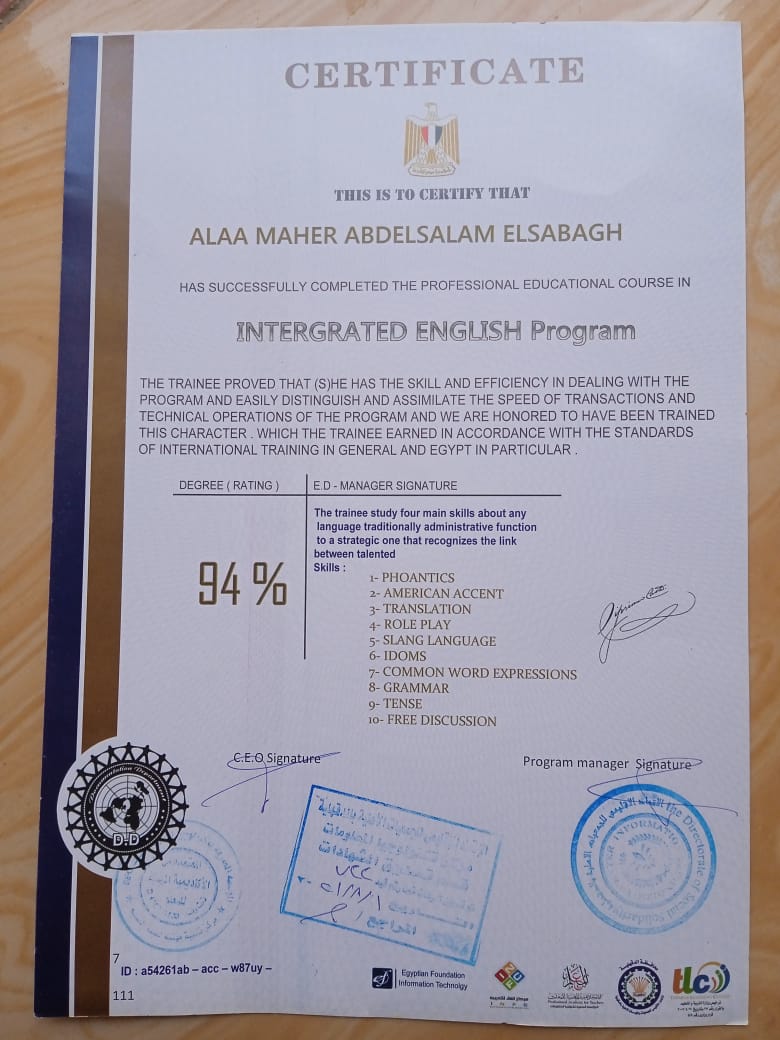 CERTIFICATE
THIS IS TO CERTIFY THAT
ALAA MAHER ABDELSALAM ELSABAGH
HAS SUCCESSFULLY COMPLETED THE PROFESSIONAL EDUCATIONAL COURSE IN
INTERGRATED ENGLISH Program
THE TRAINEE PROVED THAT (S)HE HAS THE SKILL AND EFFICIENCY IN DEALING WITH THE
PROGRAM AND EASILY DISTINGUISH AND ASSIMILATE THE SPEED OF TRANSACTIONS AND
TECHNICAL OPERATIONS OF THE PROGRAM AND WE ARE HONORED TO HAVE BEEN TRAINED
THIS CHARACTER . WHICH THE TRAINEE EARNED IN ACCORDANCE WITH THE STANDARDS
OF INTERNATIONAL TRAINING IN GENERAL AND EGYPT IN PARTICULAR .
DEGREE ( RATING )
E.D - MANAGER SIGNATURE
94 %
The trainee study four main skills about any
language traditionally administrative function
to a strategic one that recognizes the link
between talented
Skills :
1- PHOANTICS
2- AMERICAN ACCENT
3- TRANSLATION
4- ROLE PLAY
5- SLANG LANGUAGE
6- IDOMS
7- COMMON WORD EXPRESSIONS
8- GRAMMAR
9- TENSE
10- FREE DISCUSSION
C.E.O Signature
Program manager Signature
D-D
the Directorate
of Social Solidarity
7
ID : a54261ab – acc – w87uy –
111
Egyptian Foundation
Information Technolgy
Professional Academy for Teachers
tlc